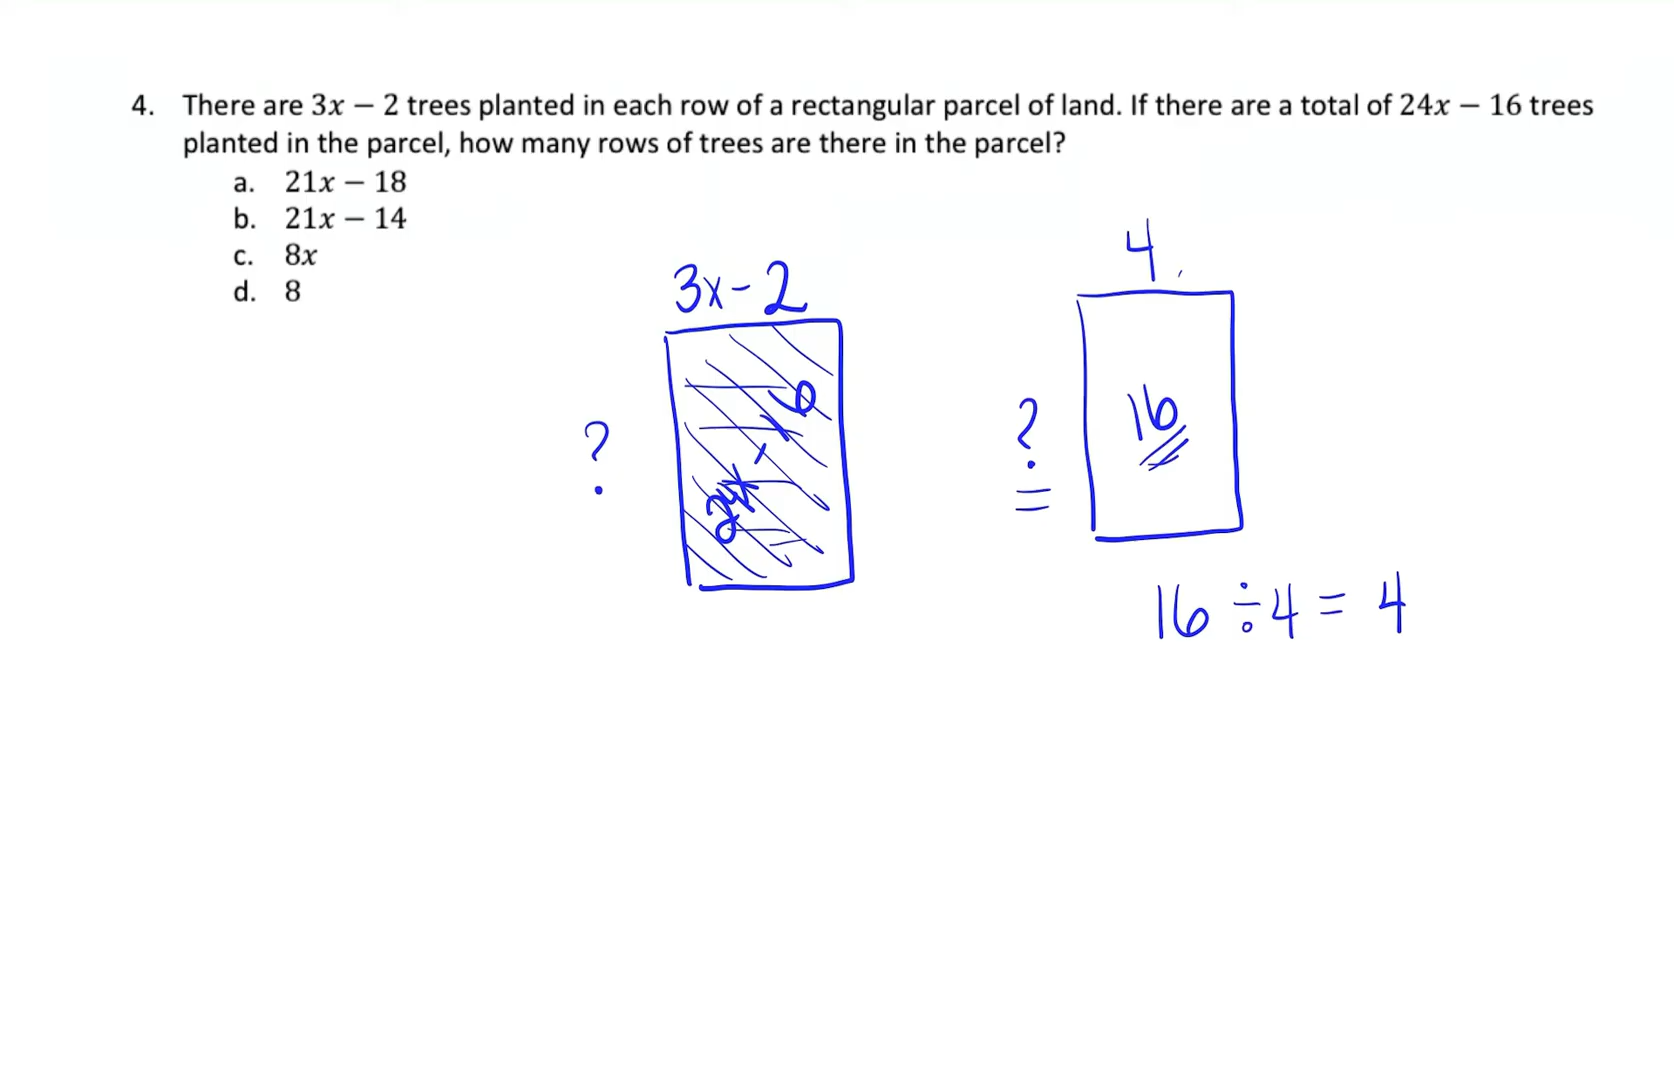 4. There are 3x − 2 trees planted in each row of a rectangular parcel of land. If there are a total of 24x − 16 trees
planted in the parcel, how many rows of trees are there in the parcel?
a. 21x − 18
b. 21x − 14
c. 8x
d. 8
3x-2
?
24x - 16
4
?
16
16 ÷ 4 = 4